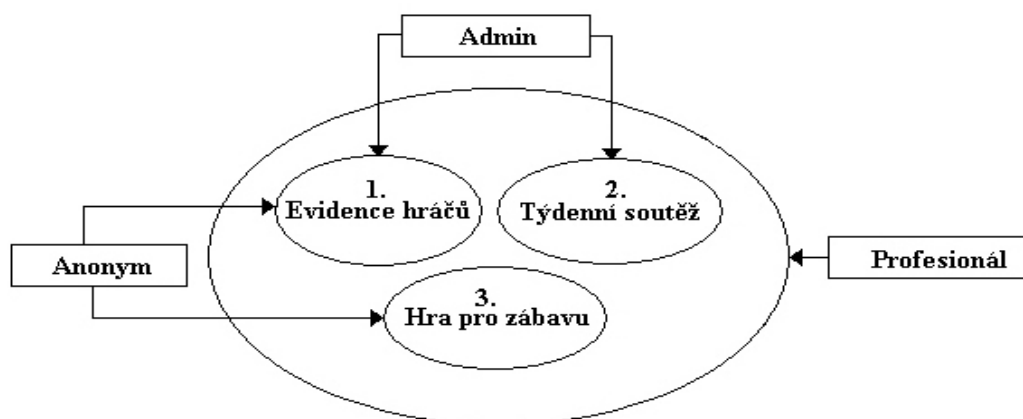 Admin
1.
Evidence hráčů
2.
Týdenní soutěž
Anonym
Profesionál
3.
Hra pro zábavu